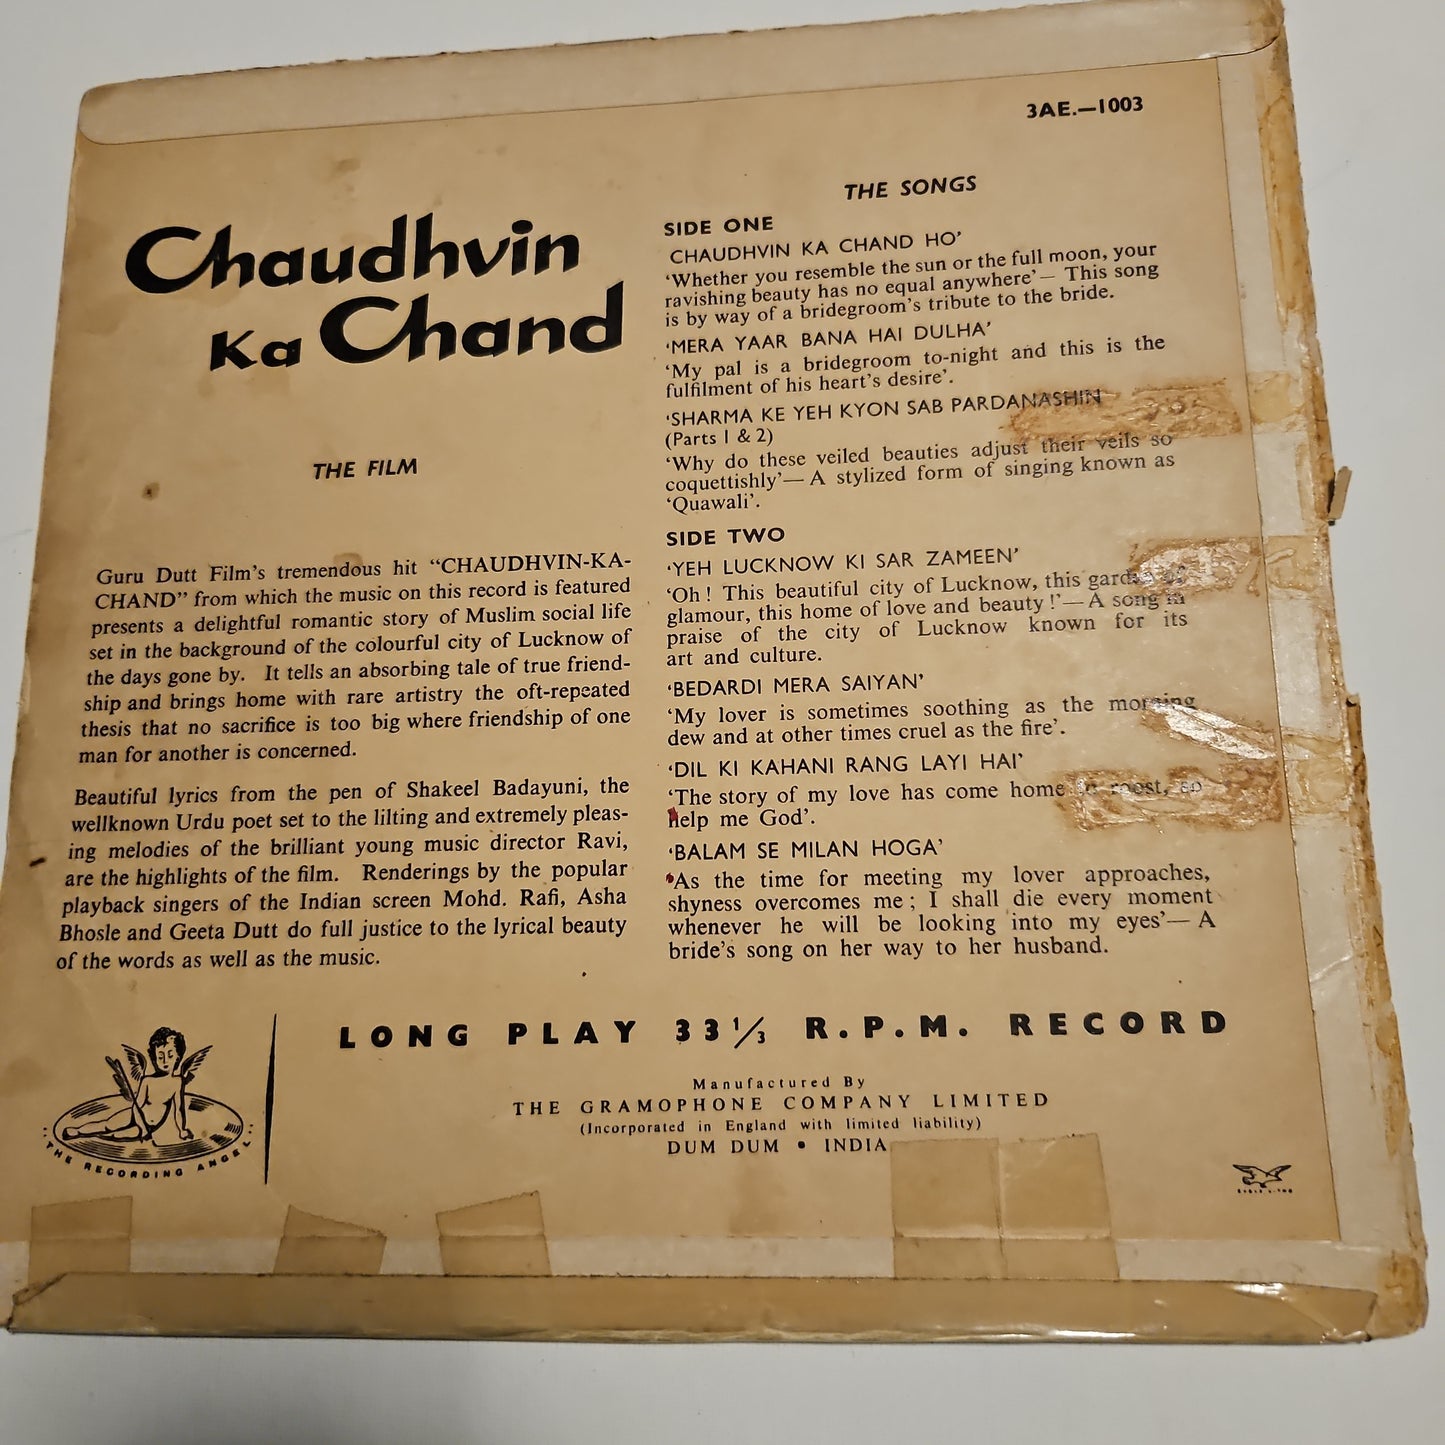 3AE.—1003
Chaudhvin
Ka Chand
THE FILM
Guru Dutt Film's tremendous hit "CHAUDHVIN-KA-
CHAND" from which the music on this record is featured
presents a delightful romantic story of Muslim social life
set in the background of the colourful city of Lucknow of
the days gone by. It tells an absorbing tale of true friend-
ship and brings home with rare artistry the oft-repeated
thesis that no sacrifice is too big where friendship of one
man for another is concerned.
Beautiful lyrics from the pen of Shakeel Badayuni, the
wellknown Urdu poet set to the lilting and extremely pleas-
ing melodies of the brilliant young music director Ravi,
are the highlights of the film. Renderings by the popular
playback singers of the Indian screen Mohd. Rafi, Asha
Bhosle and Geeta Dutt do full justice to the lyrical beauty
of the words as well as the music.
THE SONGS
SIDE ONE
CHAUDHVIN KA CHAND HO'
'Whether you resemble the sun or the full moon, your
ravishing beauty has no equal anywhere'— This song
is by way of a bridegroom's tribute to the bride.
'MERA YAAR BANA HAI DULHA'
'My pal is a bridegroom to-night and this is the
fulfilment of his heart's desire'.
'SHARMA KE YEH KYON SAB PARDANASHIN
(Parts 1 & 2)
'Why do these veiled beauties adjust their veils so
coquettishly'— A stylized form of singing known as
'Quawali'.
SIDE TWO
'YEH LUCKNOW KI SAR ZAMEEN'
'Oh! This beautiful city of Lucknow, this garden of
glamour, this home of love and beauty!'— A song in
praise of the city of Lucknow known for its
art and culture.
'BEDARDI MERA SAIYAN'
'My lover is sometimes soothing as the morning
dew and at other times cruel as the fire'.
'DIL KI KAHANI RANG LAYI HAI'
'The story of my love has come home to roost, so
help me God'.
'BALAM SE MILAN HOGA'
'As the time for meeting my lover approaches,
shyness overcomes me; I shall die every moment
whenever he will be looking into my eyes'— A
bride's song on her way to her husband.
LONG PLAY 33 1/3 R.P.M. RECORD
Manufactured By
THE GRAMOPHONE COMPANY LIMITED
(Incorporated in England with limited liability)
DUM DUM • INDIA
"THE RECORDING ANGEL"